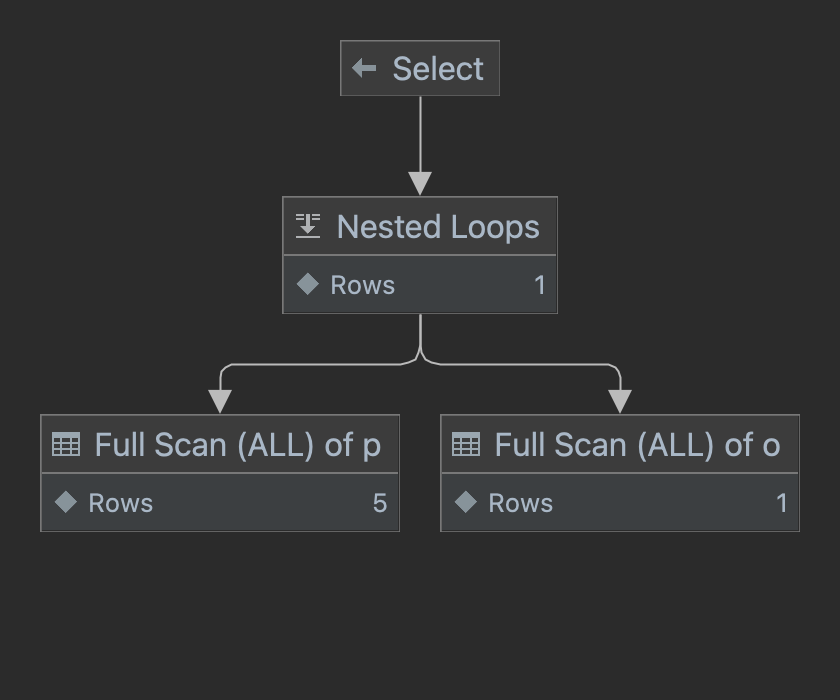 Select
Nested Loops
Rows 1
Full Scan (ALL) of p
Rows 5
Full Scan (ALL) of o
Rows 1